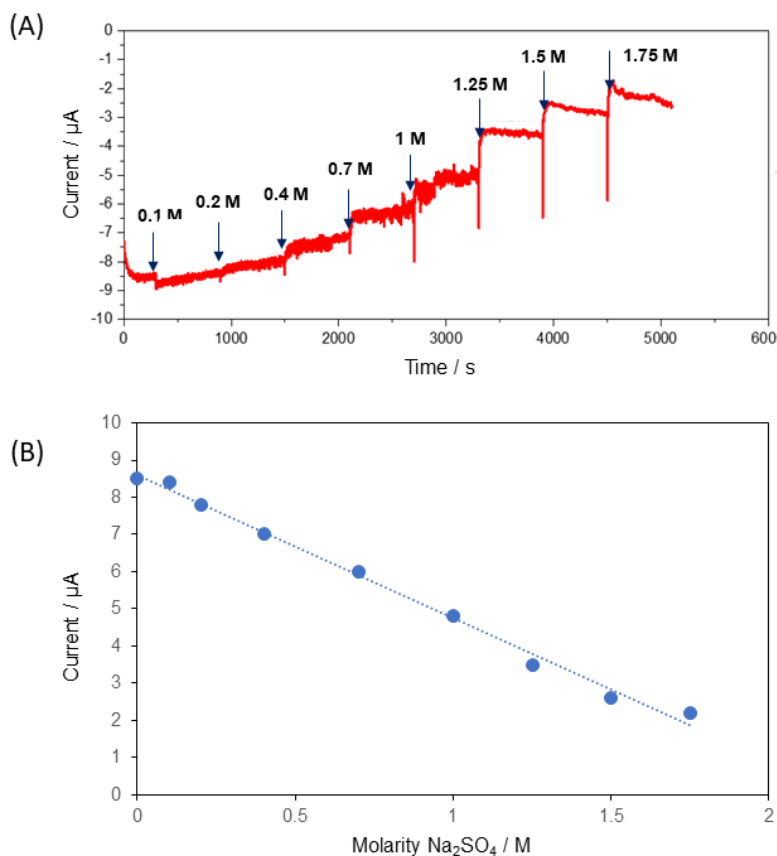 (A)
Current / µA
0
-1
-2
-3
-4
-5
-6
-7
-8
-9
-10
0.1 M
0.2 M
0.4 M
0.7 M
1 M
1.25 M
1.5 M
1.75 M
0
1000
2000
3000
4000
5000
600
Time / s
(B)
Current / µA
10
9
8
7
6
5
4
3
2
1
0
0
0.5
1
1.5
2
Molarity Na₂SO₄ / M